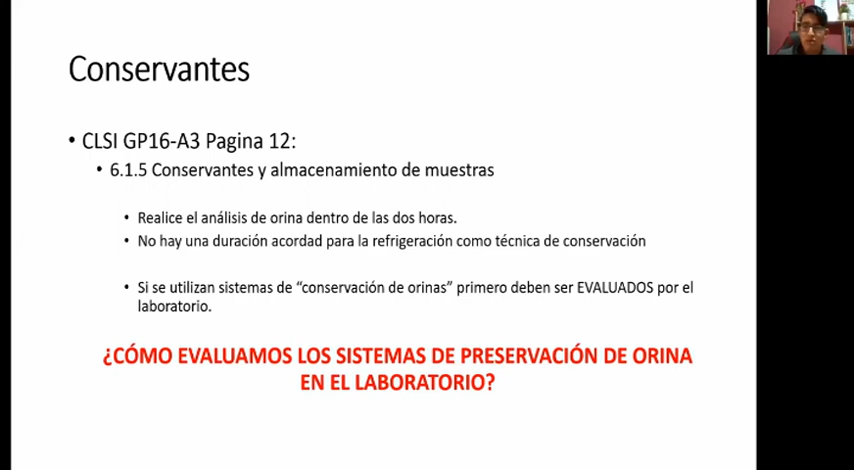 Conservantes
• CLSI GP16-A3 Pagina 12:
• 6.1.5 Conservantes y almacenamiento de muestras
• Realice el análisis de orina dentro de las dos horas.
• No hay una duración acordad para la refrigeración como técnica de conservación
• Si se utilizan sistemas de “conservación de orinas” primero deben ser EVALUADOS por el
laboratorio.
¿CÓMO EVALUAMOS LOS SISTEMAS DE PRESERVACIÓN DE ORINA
EN EL LABORATORIO?